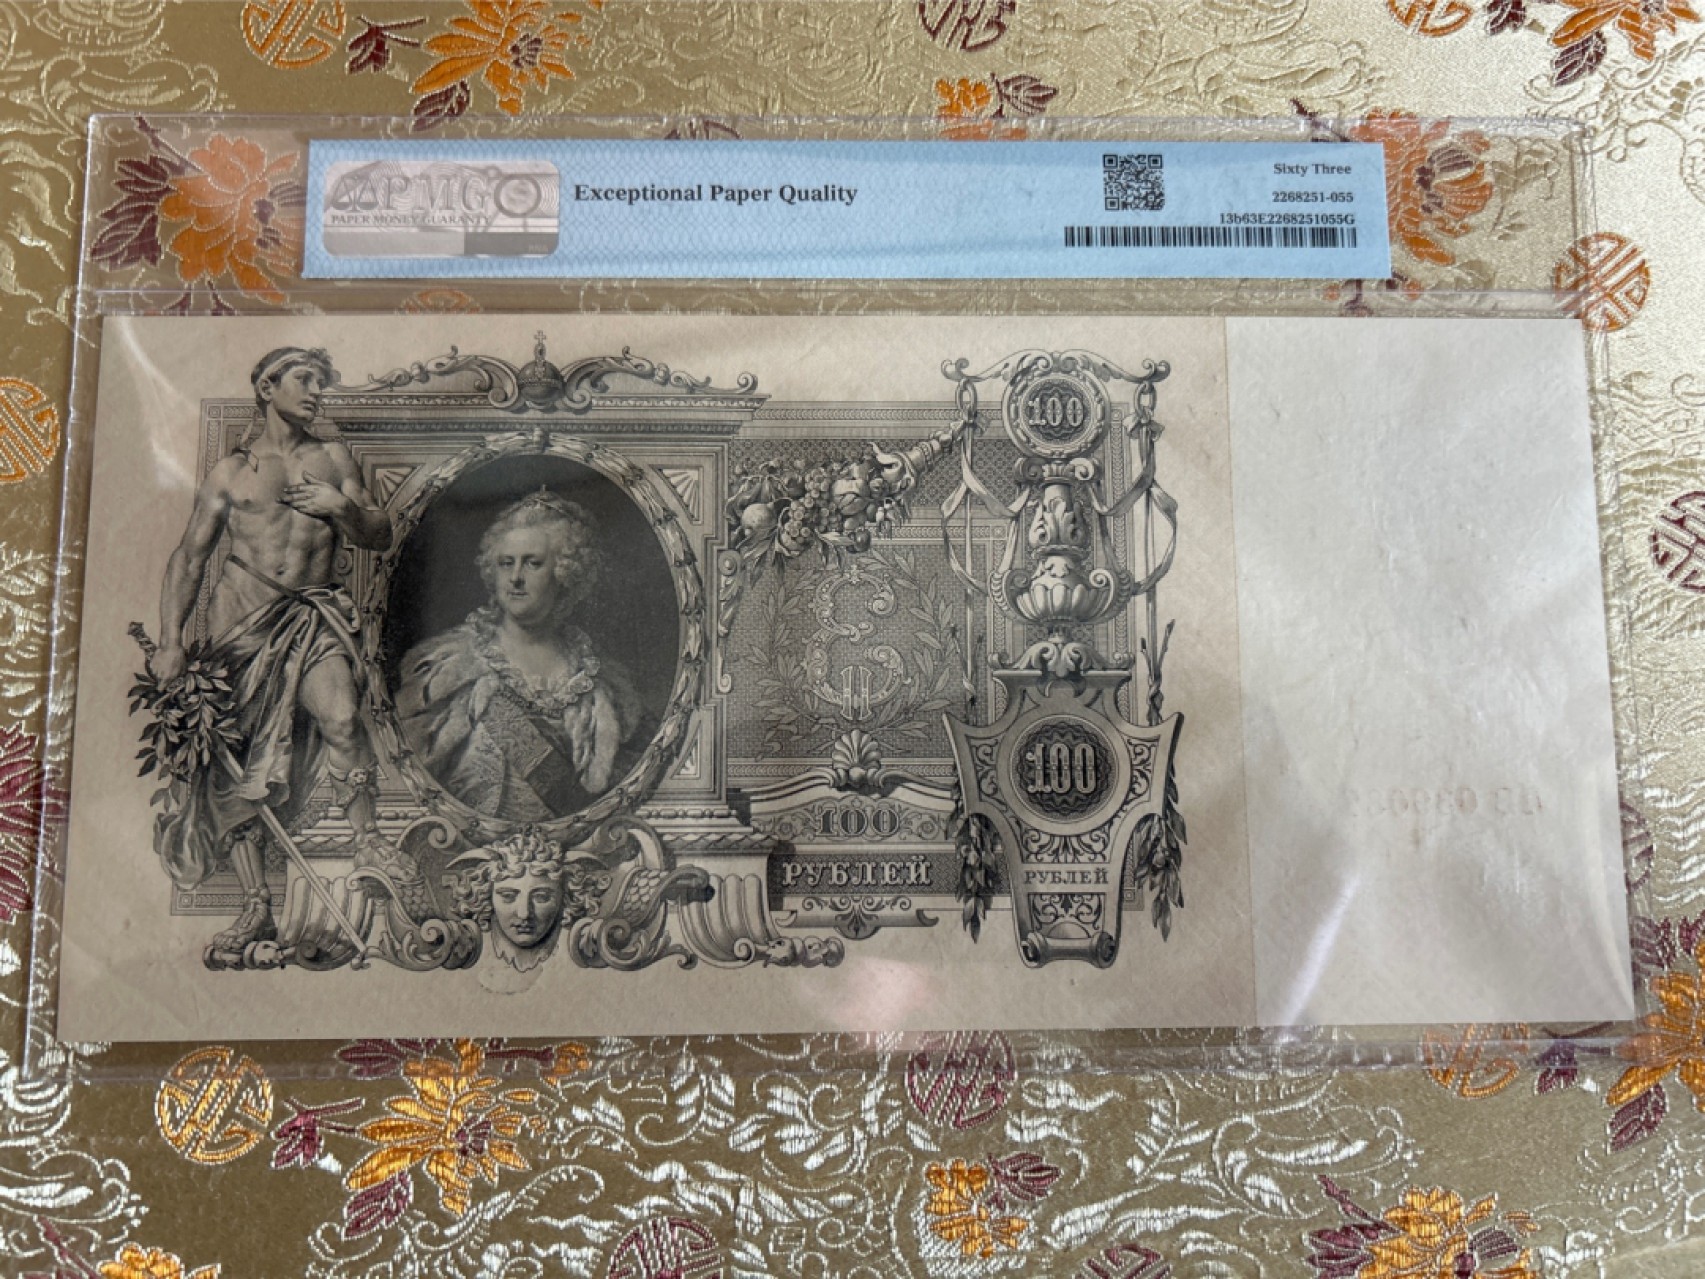 PMG
PAPER MONEY GUARANTY
Exceptional Paper Quality
Sixty Three
2268251-055
13b63E2268251055G
100
100
100
РУБЛЕЙ
РУБЛЕЙ